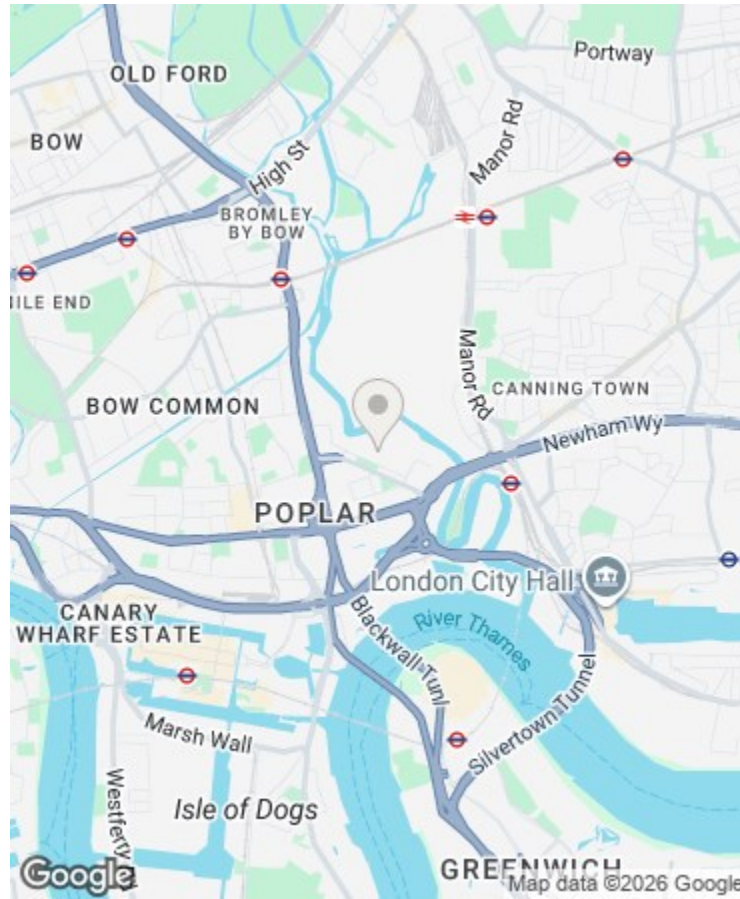 Portway
OLD FORD
BOW
Manor Rd
High St
BROMLEY
BY BOW
MILE END
Manor Rd
CANNING TOWN
BOW COMMON
Newham Wy
POPLAR
London City Hall
CANARY
WHARF ESTATE
River Thames
Blackwall Tunl
Silvertown Tunnel
Marsh Wall
Westferry Rd
Isle of Dogs
GREENWICH
Google
Map data ©2026 Google